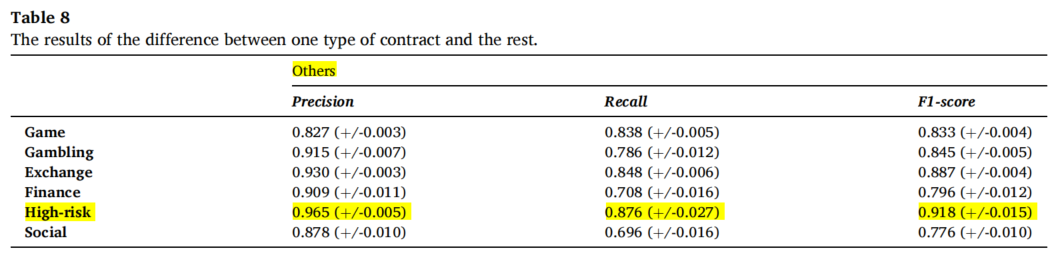 Table 8
The results of the difference between one type of contract and the rest.
Others
Precision Recall F1-score
Game 0.827 (+/-0.003) 0.838 (+/-0.005) 0.833 (+/-0.004)
Gambling 0.915 (+/-0.007) 0.786 (+/-0.012) 0.845 (+/-0.005)
Exchange 0.930 (+/-0.003) 0.848 (+/-0.006) 0.887 (+/-0.004)
Finance 0.909 (+/-0.011) 0.708 (+/-0.016) 0.796 (+/-0.012)
High-risk 0.965 (+/-0.005) 0.876 (+/-0.027) 0.918 (+/-0.015)
Social 0.878 (+/-0.010) 0.696 (+/-0.016) 0.776 (+/-0.010)